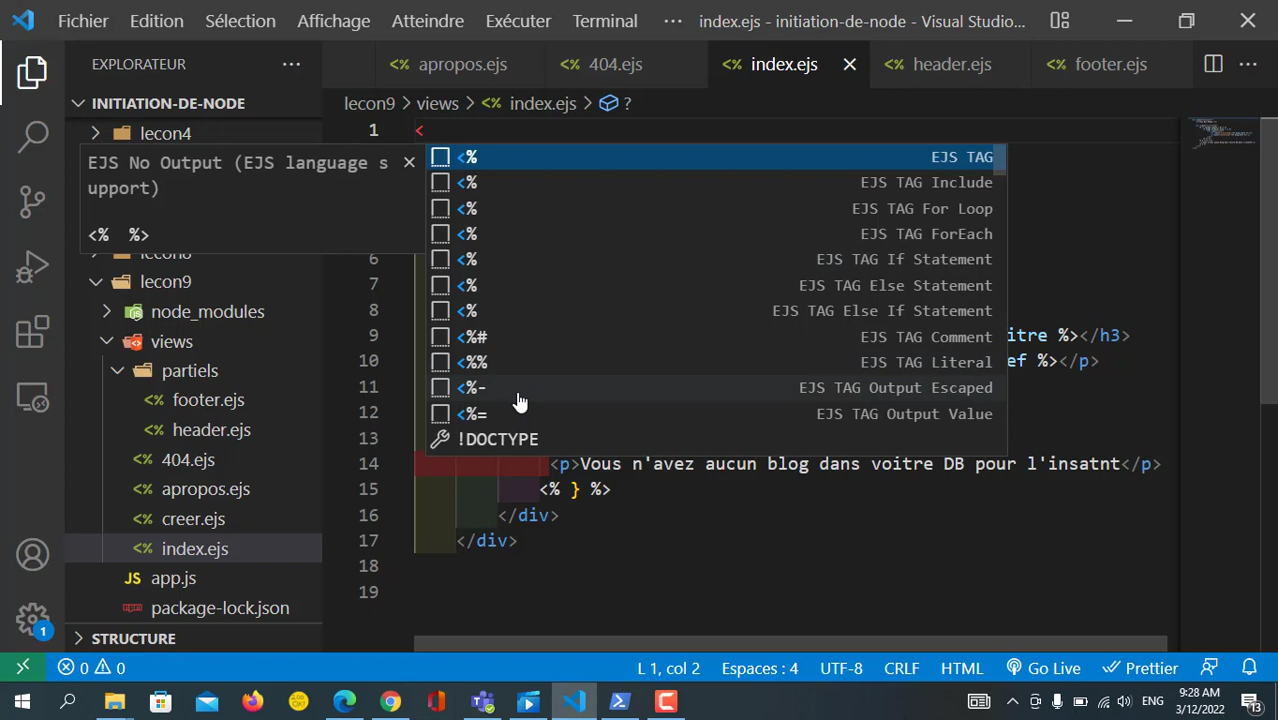 Fichier Edition Sélection Affichage Atteindre Exécuter Terminal ··· index.ejs - initiation-de-node - Visual Studio...
EXPLORATEUR ···
apropos.ejs 404.ejs index.ejs header.ejs footer.ejs ···
INITIATION-DE-NODE
lecon9 > views > index.ejs > ?
lecon4
1 <
EJS No Output (EJS language s
upport)
<% %>
<% EJS TAG
<% EJS TAG Include
<% EJS TAG For Loop
<% EJS TAG ForEach
<% EJS TAG If Statement
<% EJS TAG Else Statement
<% EJS TAG Else If Statement
<%# EJS TAG Comment
<%% EJS TAG Literal
<%- EJS TAG Output Escaped
<%= EJS TAG Output Value
!DOCTYPE
6
7
8
9 itre %></h3>
10 ef %></p>
11
12
13
14 <p>Vous n'avez aucun blog dans voitre DB pour l'insatnt</p>
15 <% } %>
16 </div>
17 </div>
18
19
lecon9
node_modules
views
partiels
footer.ejs
header.ejs
404.ejs
apropos.ejs
creer.ejs
index.ejs
JS app.js
npm package-lock.json
STRUCTURE
1
0 0 L 1, col 2 Espaces : 4 UTF-8 CRLF HTML Go Live Prettier
ENG 9:28 AM
3/12/2022 13